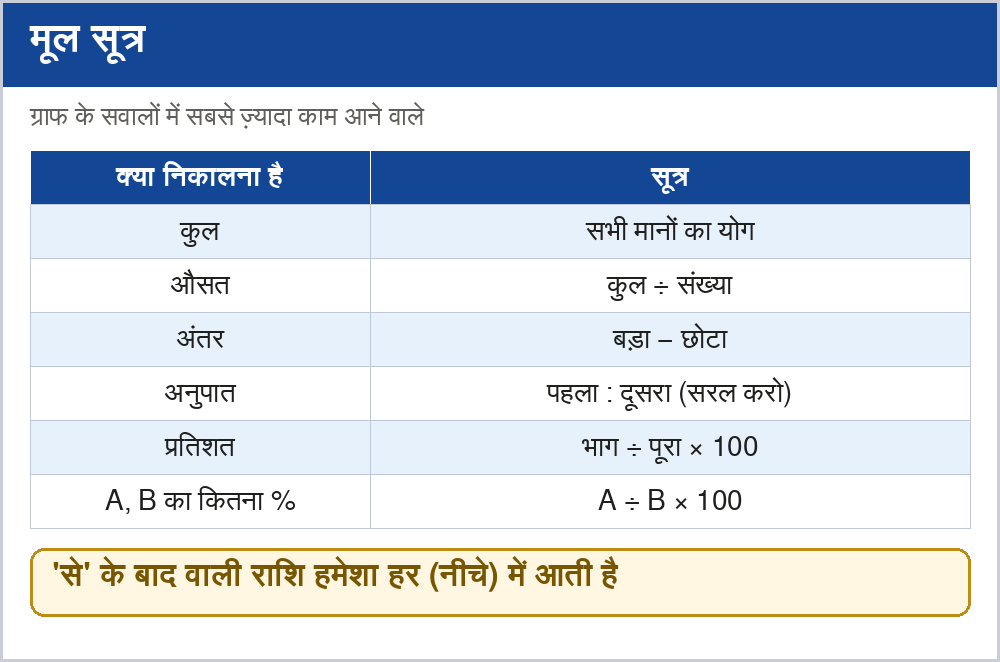 मूल सूत्र
ग्राफ के सवालों में सबसे ज़्यादा काम आने वाले
क्या निकालना है सूत्र
कुल सभी मानों का योग
औसत कुल ÷ संख्या
अंतर बड़ा – छोटा
अनुपात पहला : दूसरा (सरल करो)
प्रतिशत भाग ÷ पूरा × 100
A, B का कितना % A ÷ B × 100
'से' के बाद वाली राशि हमेशा हर (नीचे) में आती है